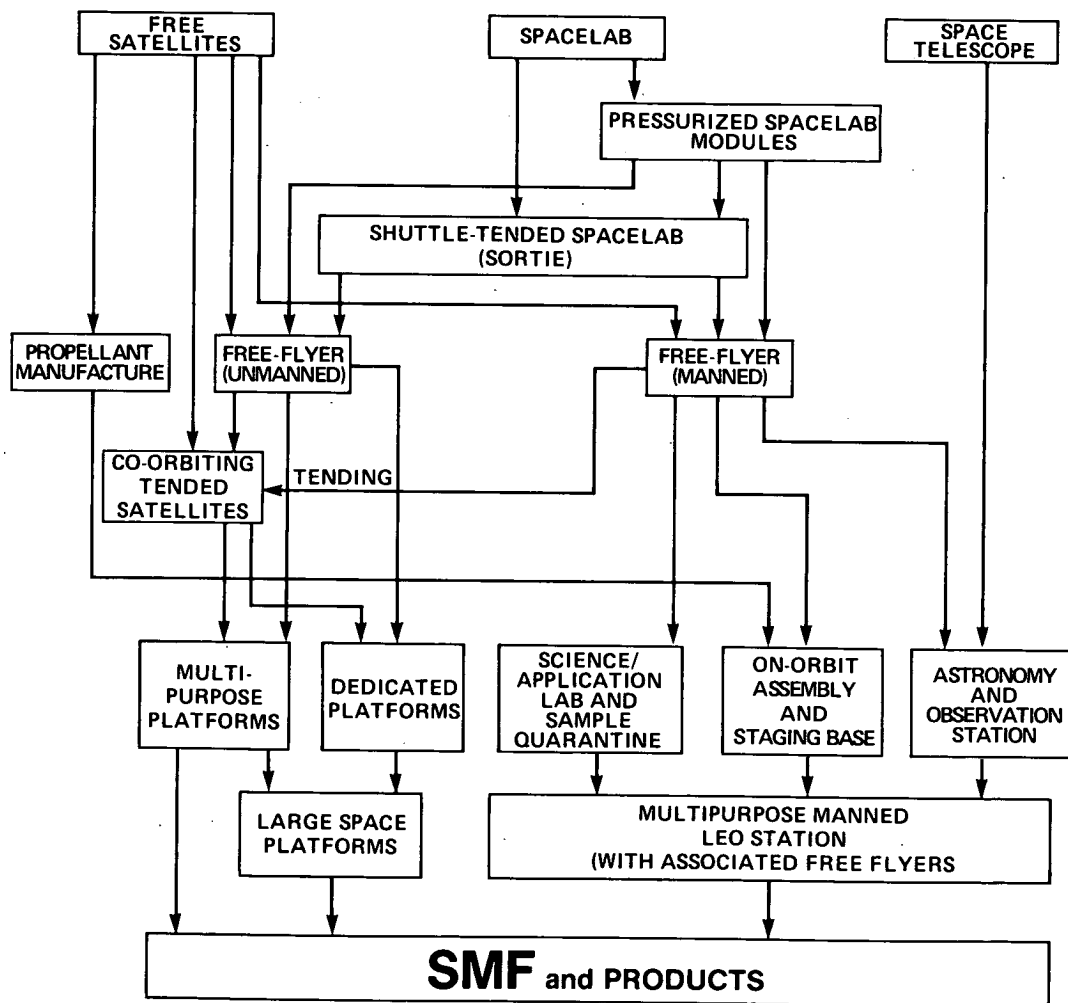 FREE
SATELLITES
SPACELAB
SPACE
TELESCOPE
PRESSURIZED SPACELAB
MODULES
SHUTTLE-TENDED SPACELAB
(SORTIE)
PROPELLANT
MANUFACTURE
FREE-FLYER
(UNMANNED)
FREE-FLYER
(MANNED)
CO-ORBITING
TENDED
SATELLITES
TENDING
MULTI-
PURPOSE
PLATFORMS
DEDICATED
PLATFORMS
SCIENCE/
APPLICATION
LAB AND
SAMPLE
QUARANTINE
ON-ORBIT
ASSEMBLY
AND
STAGING BASE
ASTRONOMY
AND
OBSERVATION
STATION
LARGE SPACE
PLATFORMS
MULTIPURPOSE MANNED
LEO STATION
(WITH ASSOCIATED FREE FLYERS
SMF and PRODUCTS